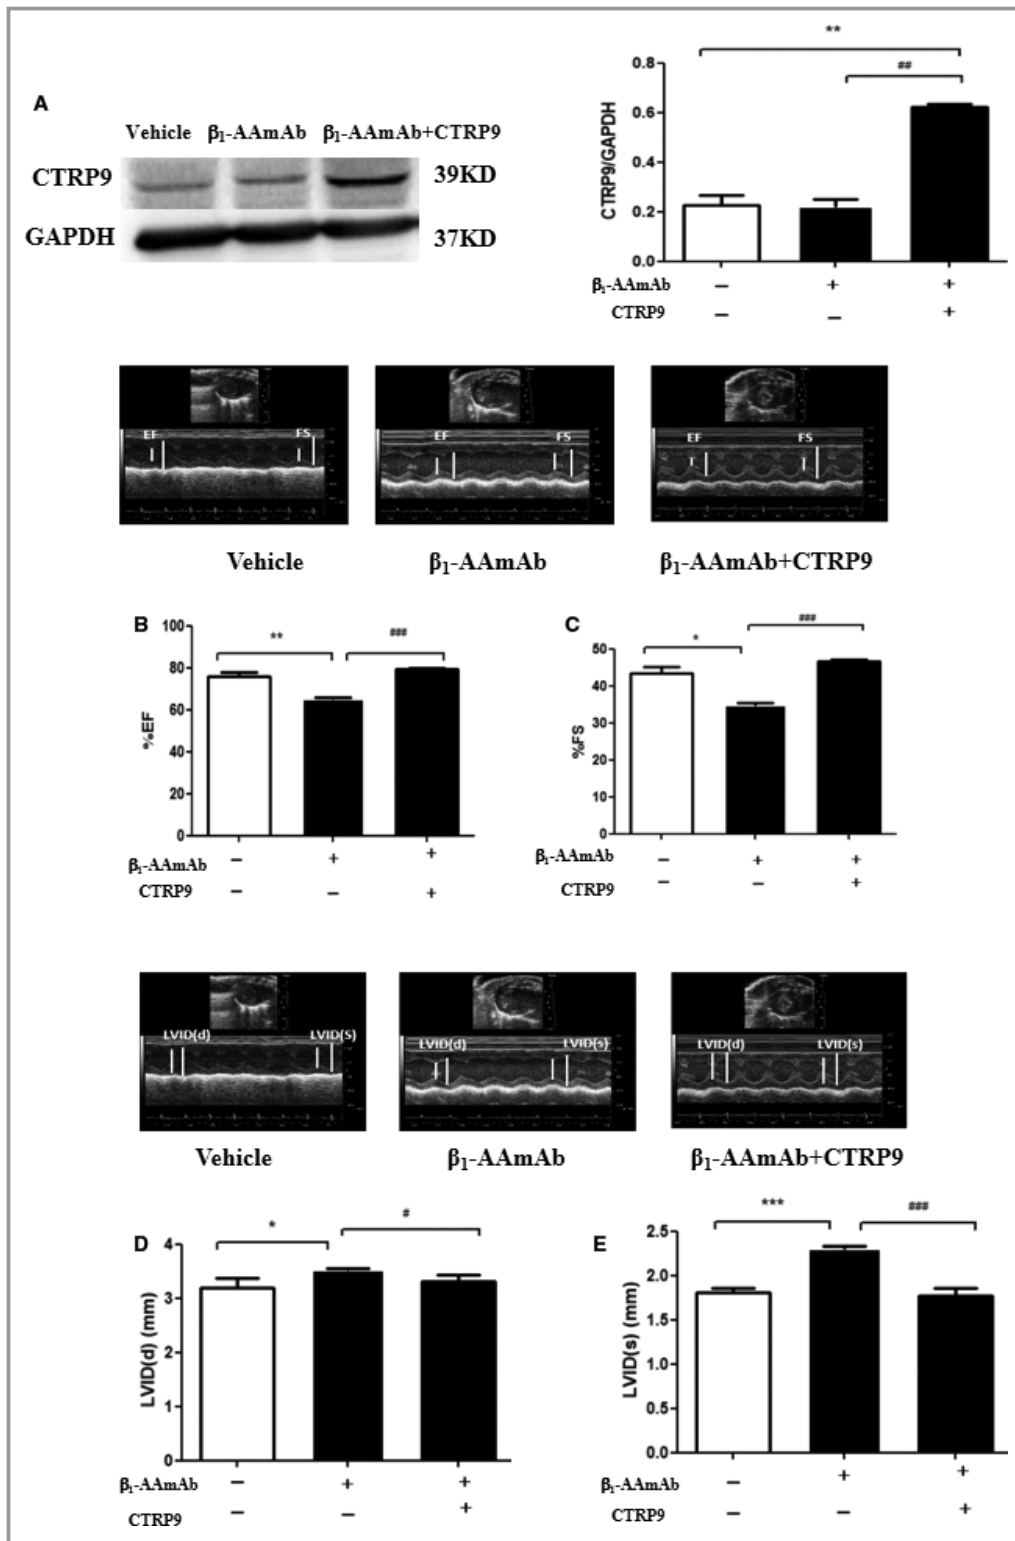 A
Vehicle β₁-AAmAb β₁-AAmAb+CTRP9
CTRP9 39KD
GAPDH 37KD
** 
##
CTRP9/GAPDH
0.8
0.6
0.4
0.2
0.0
β₁-AAmAb − + +
CTRP9 − − +
EF FS
EF FS
EF FS
Vehicle β₁-AAmAb β₁-AAmAb+CTRP9
B
** ###
%EF
100
80
60
40
20
0
β₁-AAmAb − + +
CTRP9 − − +
C
* ###
%FS
50
40
30
20
10
0
β₁-AAmAb − + +
CTRP9 − − +
LVID(d) LVID(S)
LVID(d) LVID(s)
LVID(d) LVID(s)
Vehicle β₁-AAmAb β₁-AAmAb+CTRP9
D
* #
LVID(d) (mm)
4
3
2
1
0
β₁-AAmAb − + +
CTRP9 − − +
E
*** ###
LVID(s) (mm)
2.5
2.0
1.5
1.0
0.5
0.0
β₁-AAmAb − + +
CTRP9 − − +